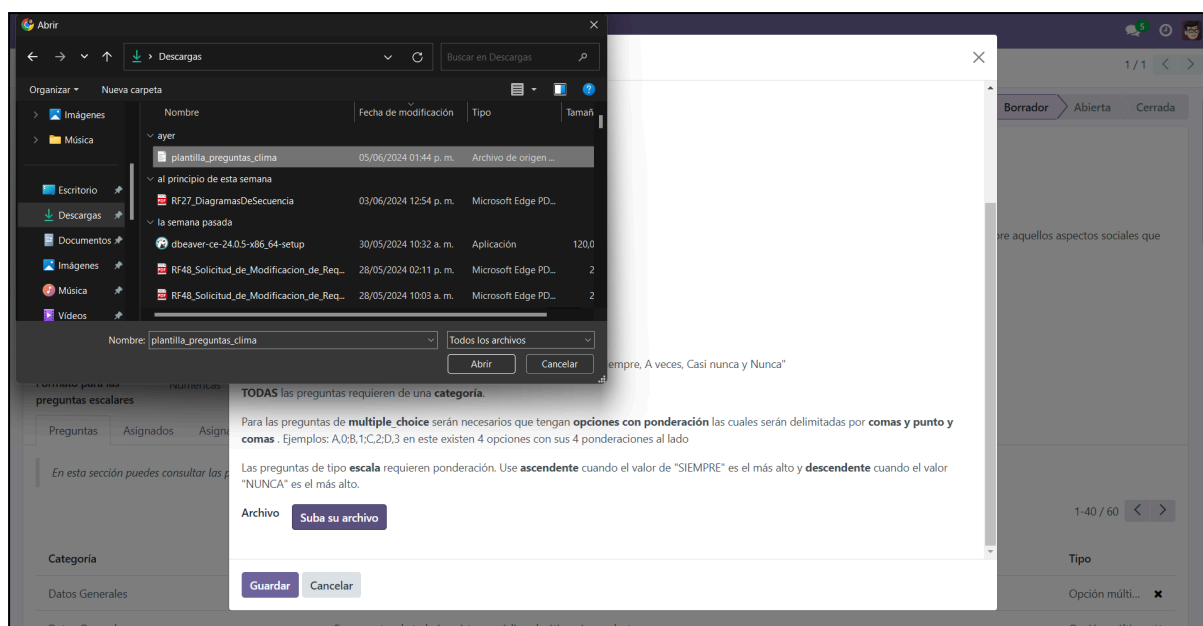 Abrir
Descargas
Buscar en Descargas
Organizar
Nueva carpeta
Imágenes
Música
Escritorio
Descargas
Documentos
Imágenes
Música
Vídeos
Nombre Fecha de modificación Tipo Tamañ
ayer
plantilla_preguntas_clima 05/06/2024 01:44 p. m. Archivo de origen ...
al principio de esta semana
RF27_DiagramasDeSecuencia 03/06/2024 12:54 p. m. Microsoft Edge PD...
la semana pasada
dbeaver-ce-24.0.5-x86_64-setup 30/05/2024 10:32 a. m. Aplicación 120,0
RF48_Solicitud_de_Modificacion_de_Req... 28/05/2024 02:11 p. m. Microsoft Edge PD... 2
RF48_Solicitud_de_Modificacion_de_Req... 28/05/2024 10:03 a. m. Microsoft Edge PD... 2
Nombre: plantilla_preguntas_clima Todos los archivos
Abrir Cancelar
5
1 / 1
Borrador Abierta Cerrada
re aquellos aspectos sociales que
empre, A veces, Casi nunca y Nunca"
TODAS las preguntas requieren de una categoría.
Para las preguntas de multiple_choice serán necesarios que tengan opciones con ponderación las cuales serán delimitadas por comas y punto y
comas . Ejemplos: A,0;B,1;C,2;D,3 en este existen 4 opciones con sus 4 ponderaciones al lado
Las preguntas de tipo escala requieren ponderación. Use ascendente cuando el valor de "SIEMPRE" es el más alto y descendente cuando el valor
"NUNCA" es el más alto.
Archivo Suba su archivo
Guardar Cancelar
Formato para las Numéricas
preguntas escalares
Preguntas Asignados Asigna
En esta sección puedes consultar las p
1-40 / 60
Categoría Tipo
Datos Generales Opción múlti...